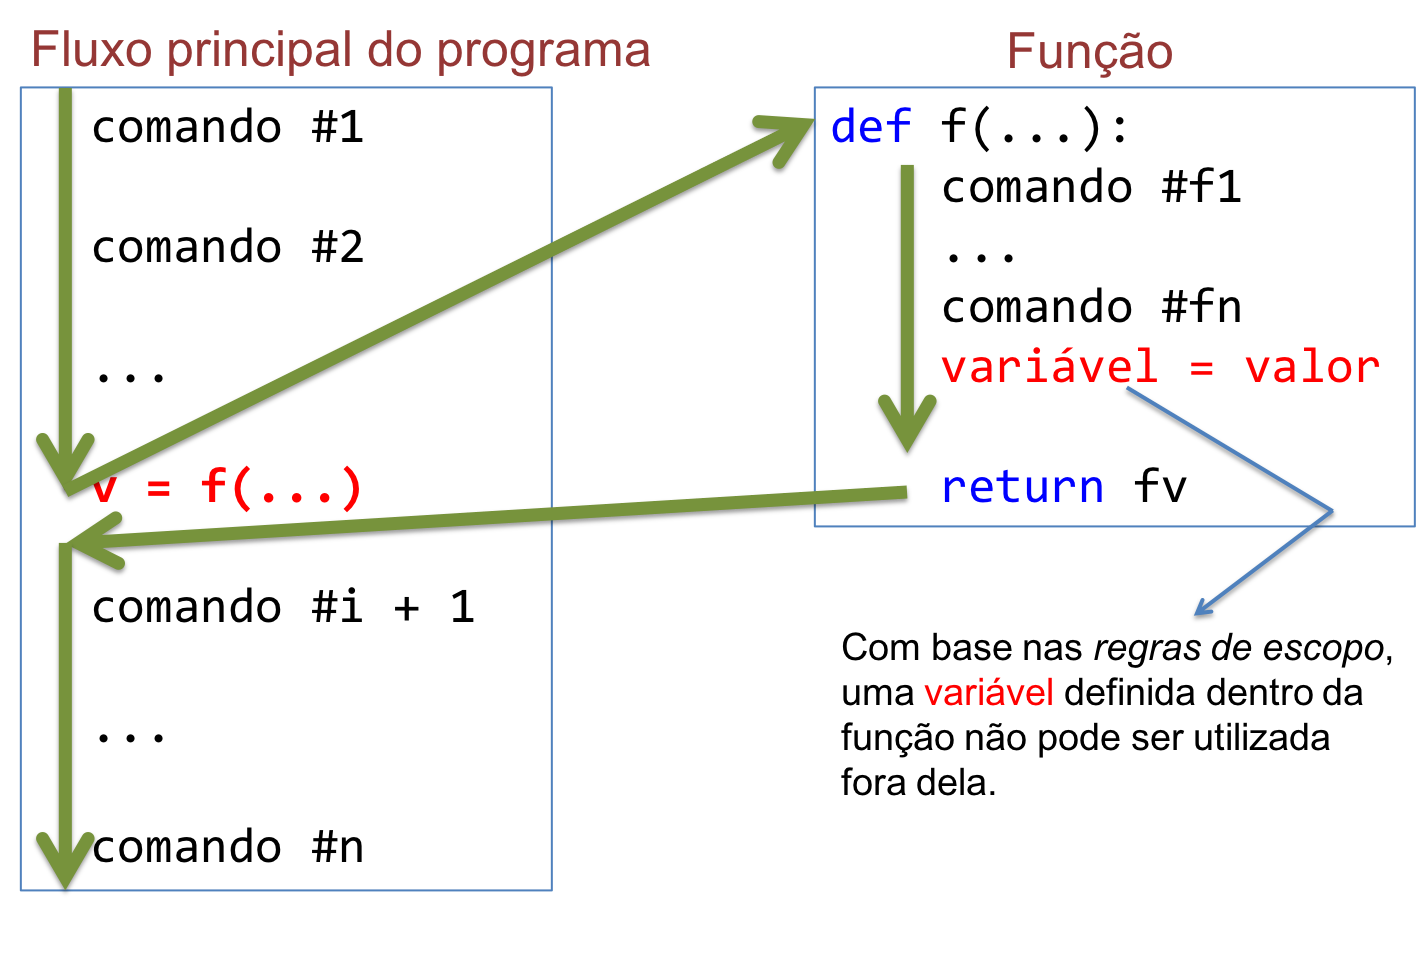 Fluxo principal do programa
comando #1
comando #2
...
v = f(...)
comando #i + 1
...
comando #n
Função
def f(...):
comando #f1
...
comando #fn
variável = valor
return fv
Com base nas regras de escopo,
uma variável definida dentro da
função não pode ser utilizada
fora dela.